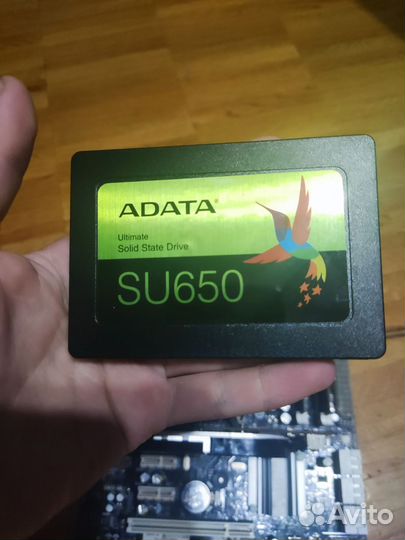 ADATA
Ultimate
Solid State Drive
SU650
Avito